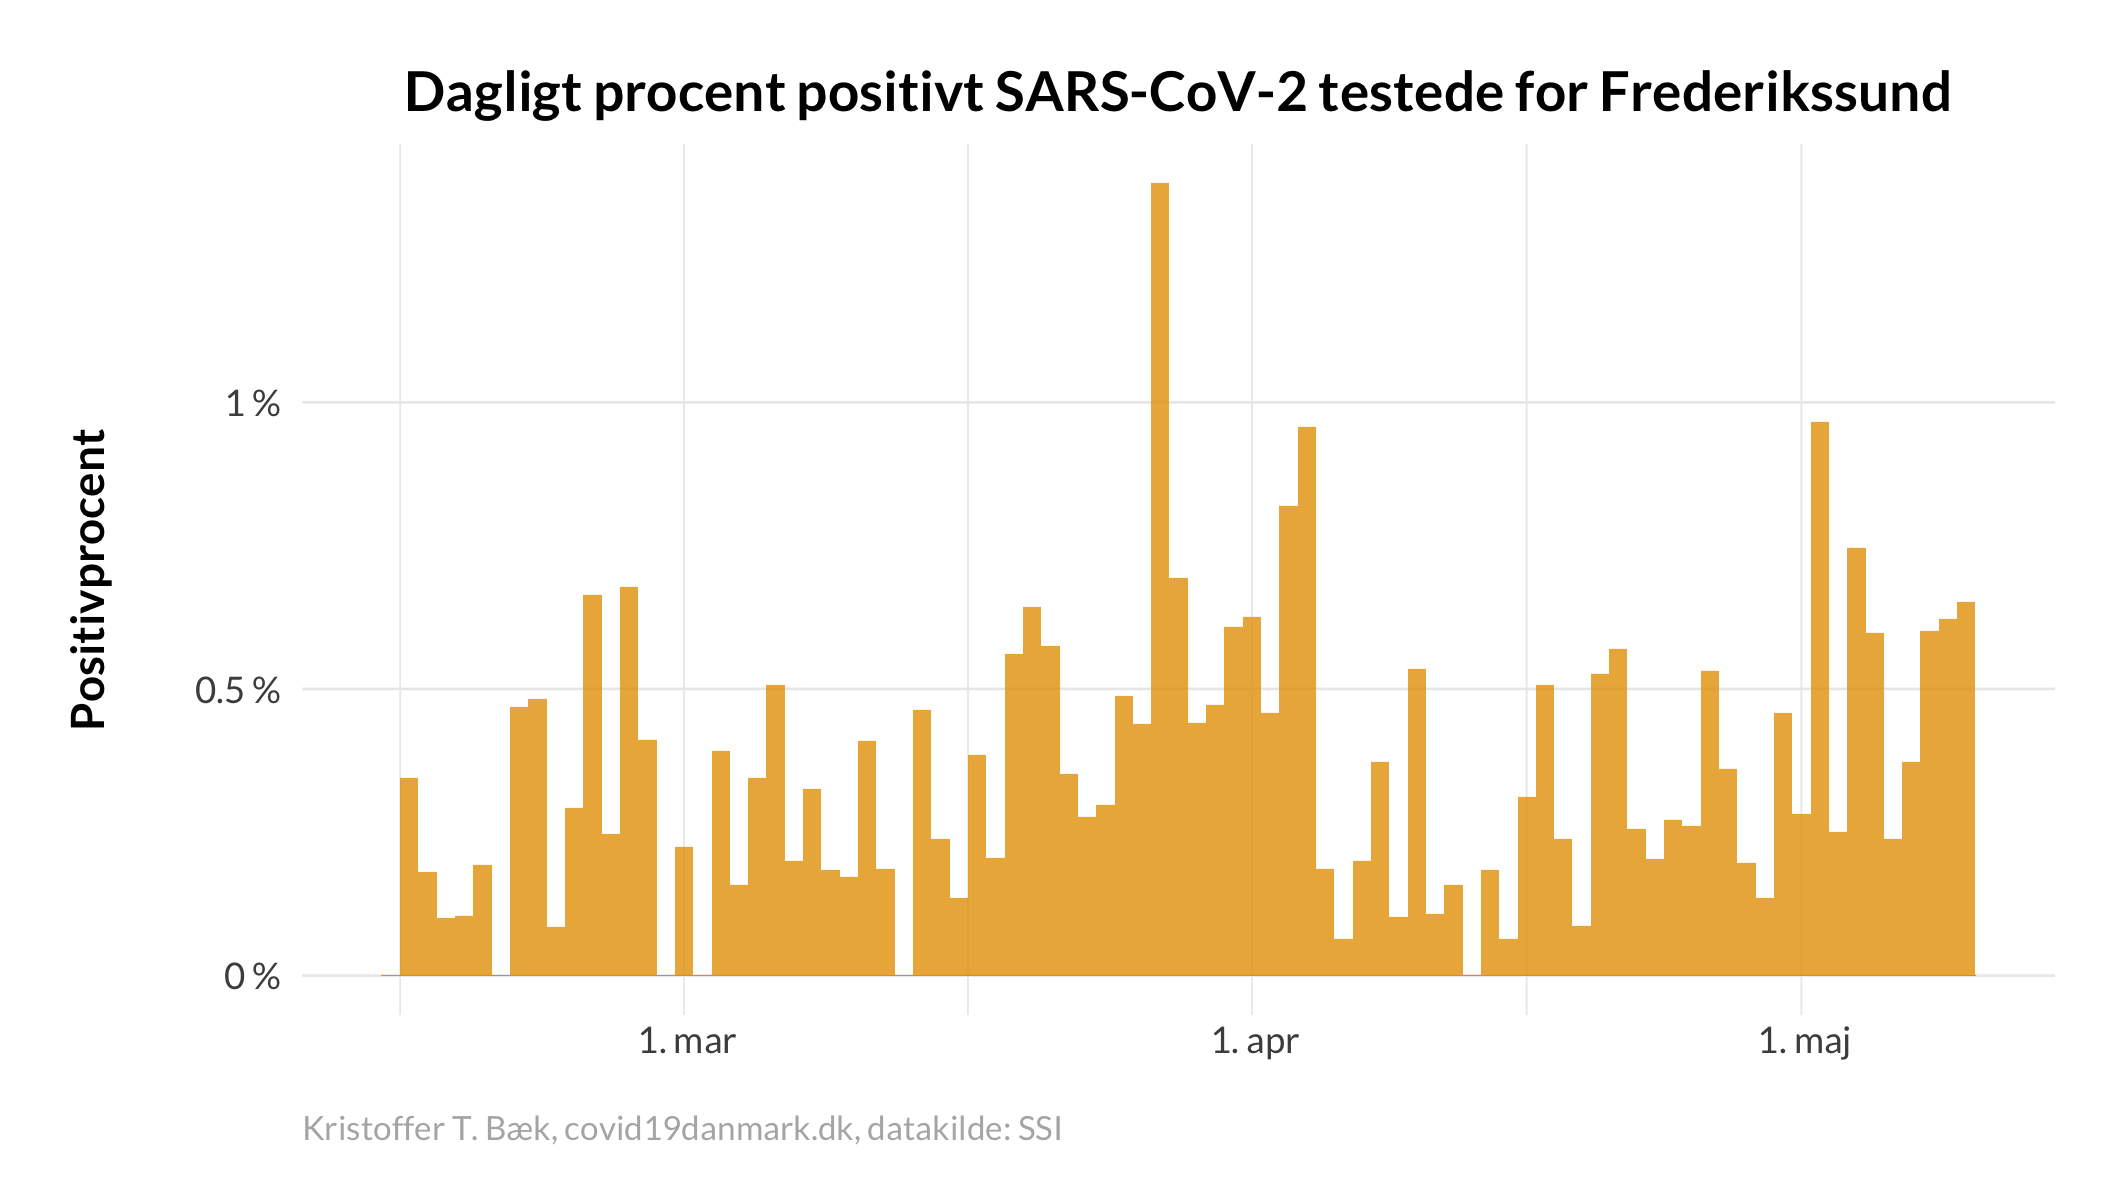 Dagligt procent positivt SARS-CoV-2 testede for Frederikssund
Positivprocent
1 %
0.5 %
0 %
1. mar
1. apr
1. maj
Kristoffer T. Bæk, covid19danmark.dk, datakilde: SSI